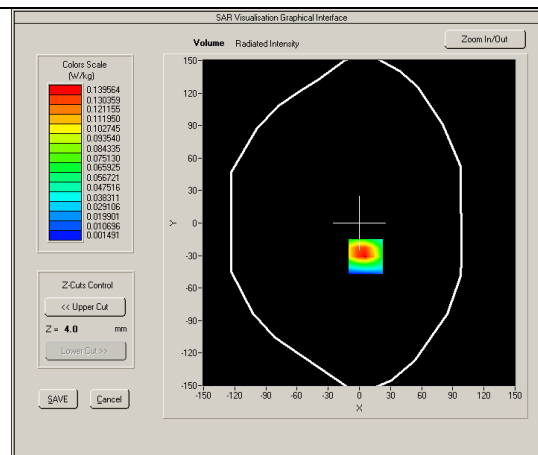 SAR Visualisation Graphical Interface
Volume Radiated Intensity
Zoom In/Out
Colors Scale
(W/kg)
0.139564
0.130359
0.121155
0.111950
0.102745
0.093540
0.084335
0.075130
0.065925
0.056721
0.047516
0.038311
0.029106
0.019901
0.010696
0.001491
Z-Cuts Control
<< Upper Cut
Z = 4.0 mm
Lower Cut >>
SAVE Cancel
150
120
90
60
30
0
-30
-60
-90
-120
-150
Y
-150 -120 -90 -60 -30 0 30 60 90 120 150
X